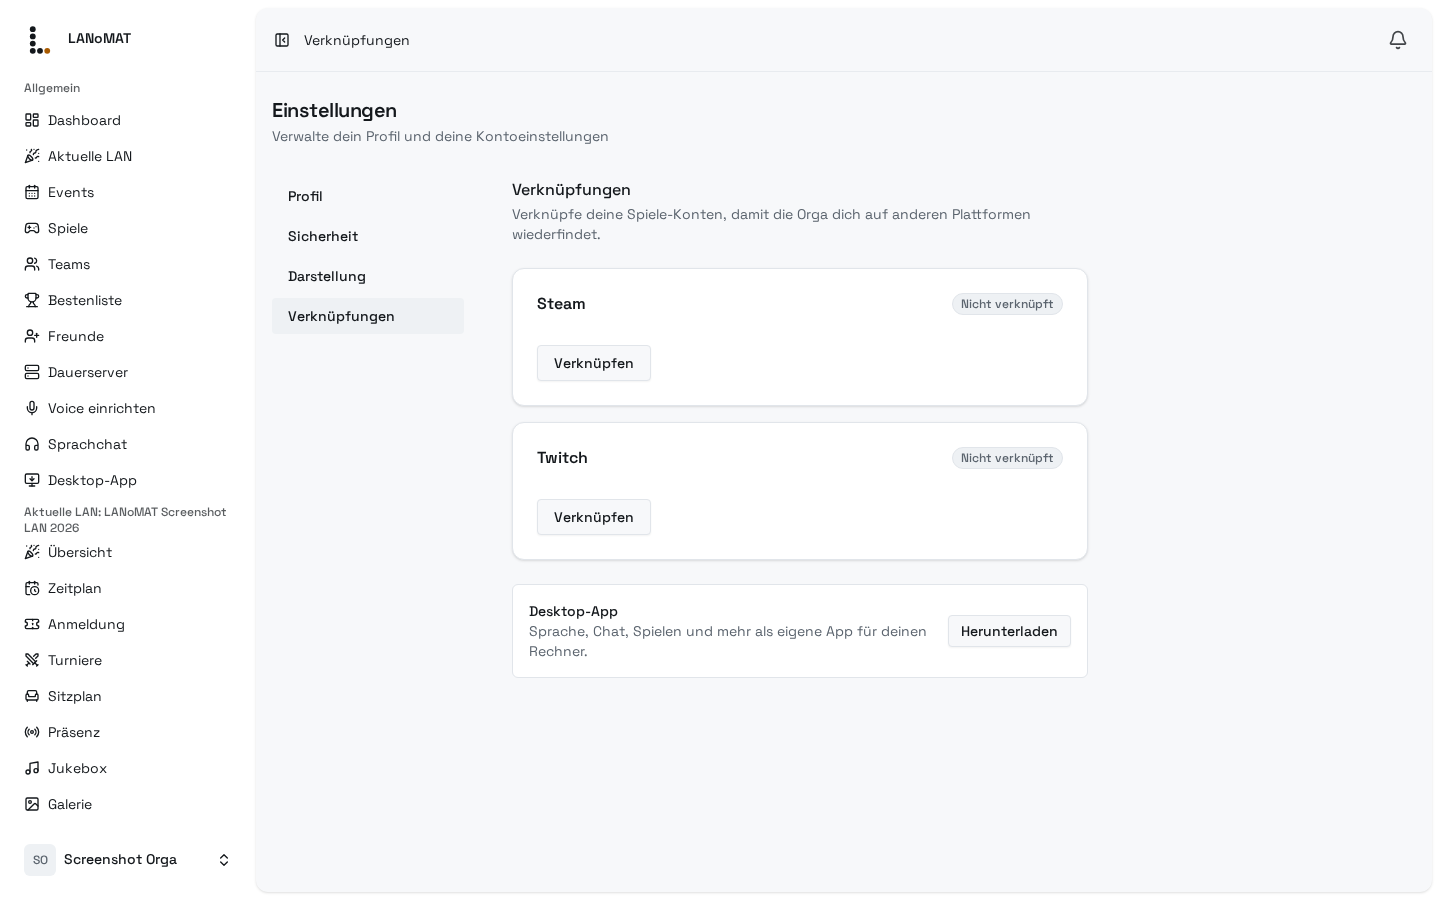 LANoMAT
Allgemein
Dashboard
Aktuelle LAN
Events
Spiele
Teams
Bestenliste
Freunde
Dauerserver
Voice einrichten
Sprachchat
Desktop-App
Aktuelle LAN: LANoMAT Screenshot
LAN 2026
Übersicht
Zeitplan
Anmeldung
Turniere
Sitzplan
Präsenz
Jukebox
Galerie
SO
Screenshot Orga
Verknüpfungen
Einstellungen
Verwalte dein Profil und deine Kontoeinstellungen
Profil
Sicherheit
Darstellung
Verknüpfungen
Verknüpfungen
Verknüpfe deine Spiele-Konten, damit die Orga dich auf anderen Plattformen
wiederfindet.
Steam
Nicht verknüpft
Verknüpfen
Twitch
Nicht verknüpft
Verknüpfen
Desktop-App
Sprache, Chat, Spielen und mehr als eigene App für deinen
Rechner.
Herunterladen